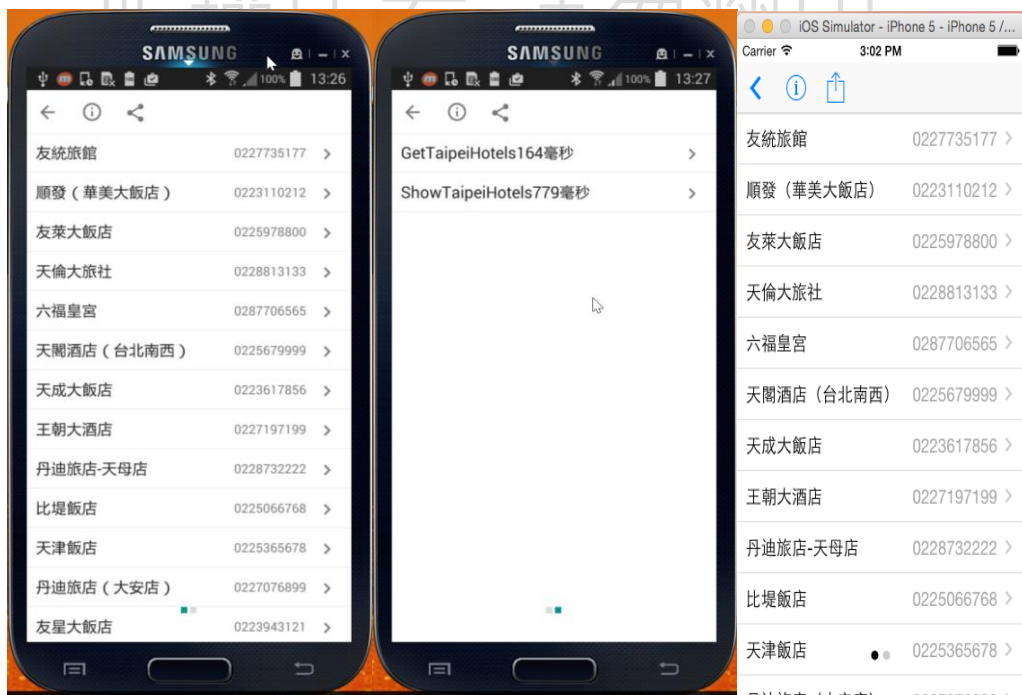 SAMSUNG
100% 13:26
友統旅館 0227735177
順發(華美大飯店) 0223110212
友萊大飯店 0225978800
天倫大旅社 0228813133
六福皇宮 0287706565
天閣酒店(台北南西) 0225679999
天成大飯店 0223617856
王朝大酒店 0227197199
丹迪旅店-天母店 0228732222
比堤飯店 0225066768
天津飯店 0225365678
丹迪旅店(大安店) 0227076899
友星大飯店 0223943121
SAMSUNG
100% 13:27
GetTaipeiHotels164毫秒
ShowTaipeiHotels779毫秒
iOS Simulator - iPhone 5 - iPhone 5 /...
Carrier 3:02 PM
友統旅館 0227735177
順發(華美大飯店) 0223110212
友萊大飯店 0225978800
天倫大旅社 0228813133
六福皇宮 0287706565
天閣酒店(台北南西) 0225679999
天成大飯店 0223617856
王朝大酒店 0227197199
丹迪旅店-天母店 0228732222
比堤飯店 0225066768
天津飯店 0225365678